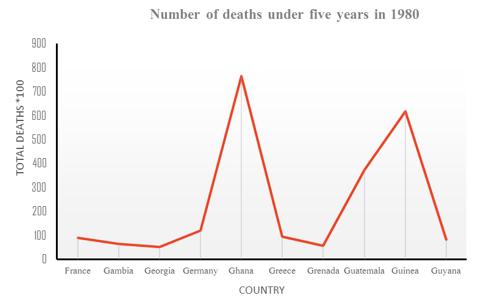 Number of deaths under five years in 1980
TOTAL DEATHS *100
900
800
700
600
500
400
300
200
100
0
France Gambia Georgia Germany Ghana Greece Grenada Guatemala Guinea Guyana
COUNTRY